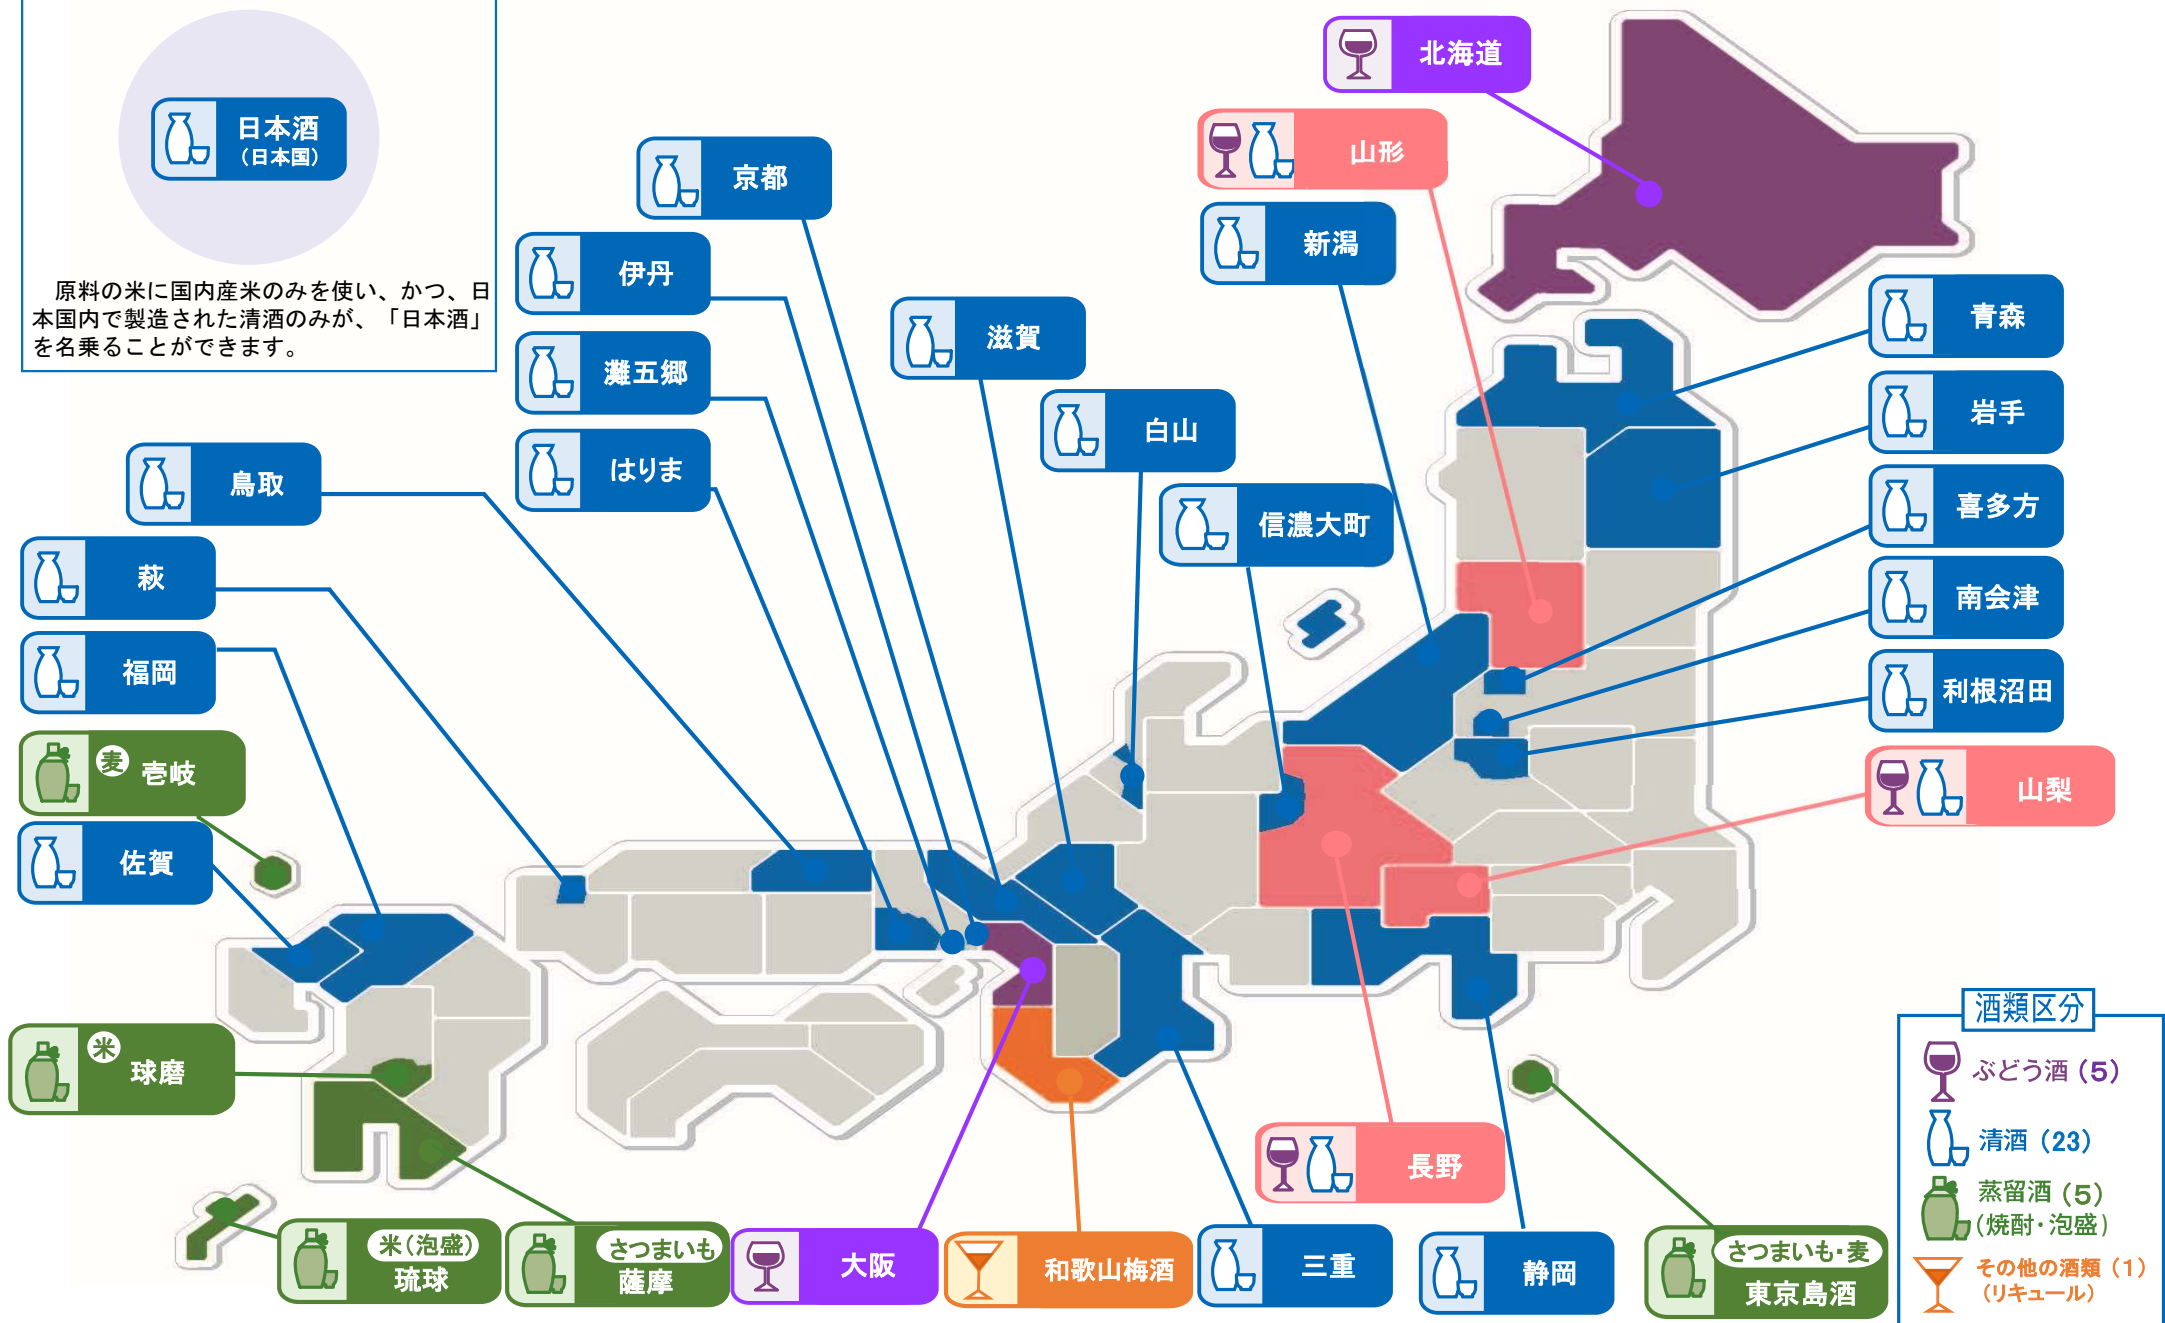 日本酒
（日本国）
　原料の米に国内産米のみを使い、かつ、日
本国内で製造された清酒のみが、「日本酒」
を名乗ることができます。
北海道
山形
新潟
京都
伊丹
灘五郷
はりま
滋賀
白山
信濃大町
青森
岩手
喜多方
南会津
利根沼田
山梨
鳥取
萩
福岡
麦
壱岐
佐賀
米
球磨
米（泡盛）
琉球
さつまいも
薩摩
大阪
和歌山梅酒
三重
長野
静岡
さつまいも・麦
東京島酒
酒類区分
ぶどう酒（5）
清酒（23）
蒸留酒（5）
（焼酎・泡盛）
その他の酒類（1）
（リキュール）